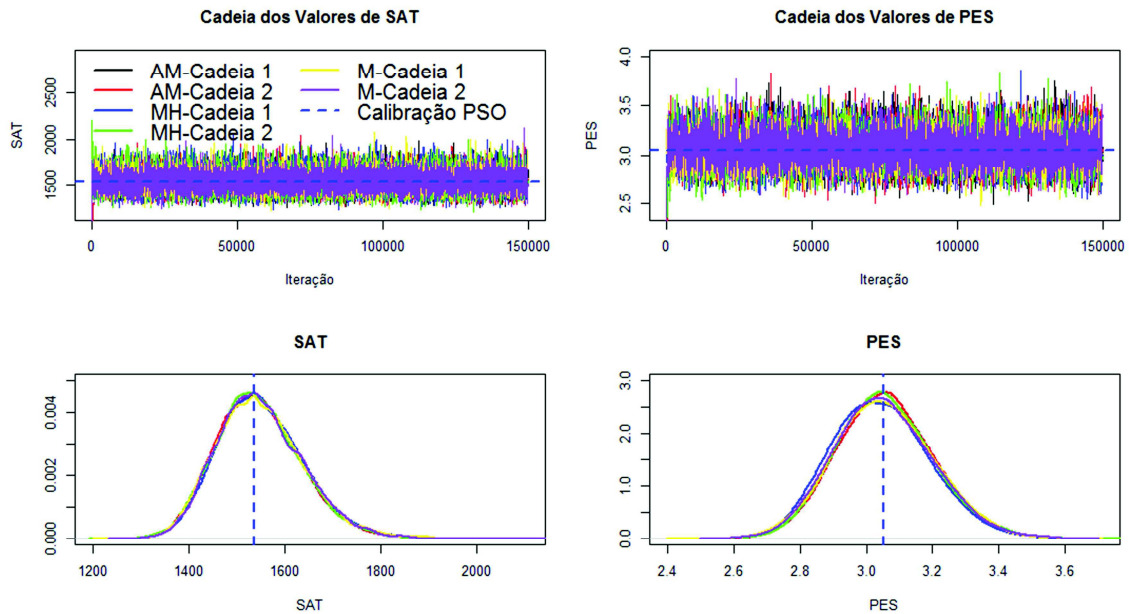 Cadeia dos Valores de SAT
SAT
2500
2000
1500
AM-Cadeia 1
AM-Cadeia 2
MH-Cadeia 1
MH-Cadeia 2
M-Cadeia 1
M-Cadeia 2
Calibração PSO
0
50000
100000
150000
Iteração
Cadeia dos Valores de PES
PES
4.0
3.5
3.0
2.5
0
50000
100000
150000
Iteração
SAT
0.004
0.002
0.000
1200
1400
1600
1800
2000
SAT
PES
3.0
2.0
1.0
0.0
2.4
2.6
2.8
3.0
3.2
3.4
3.6
PES